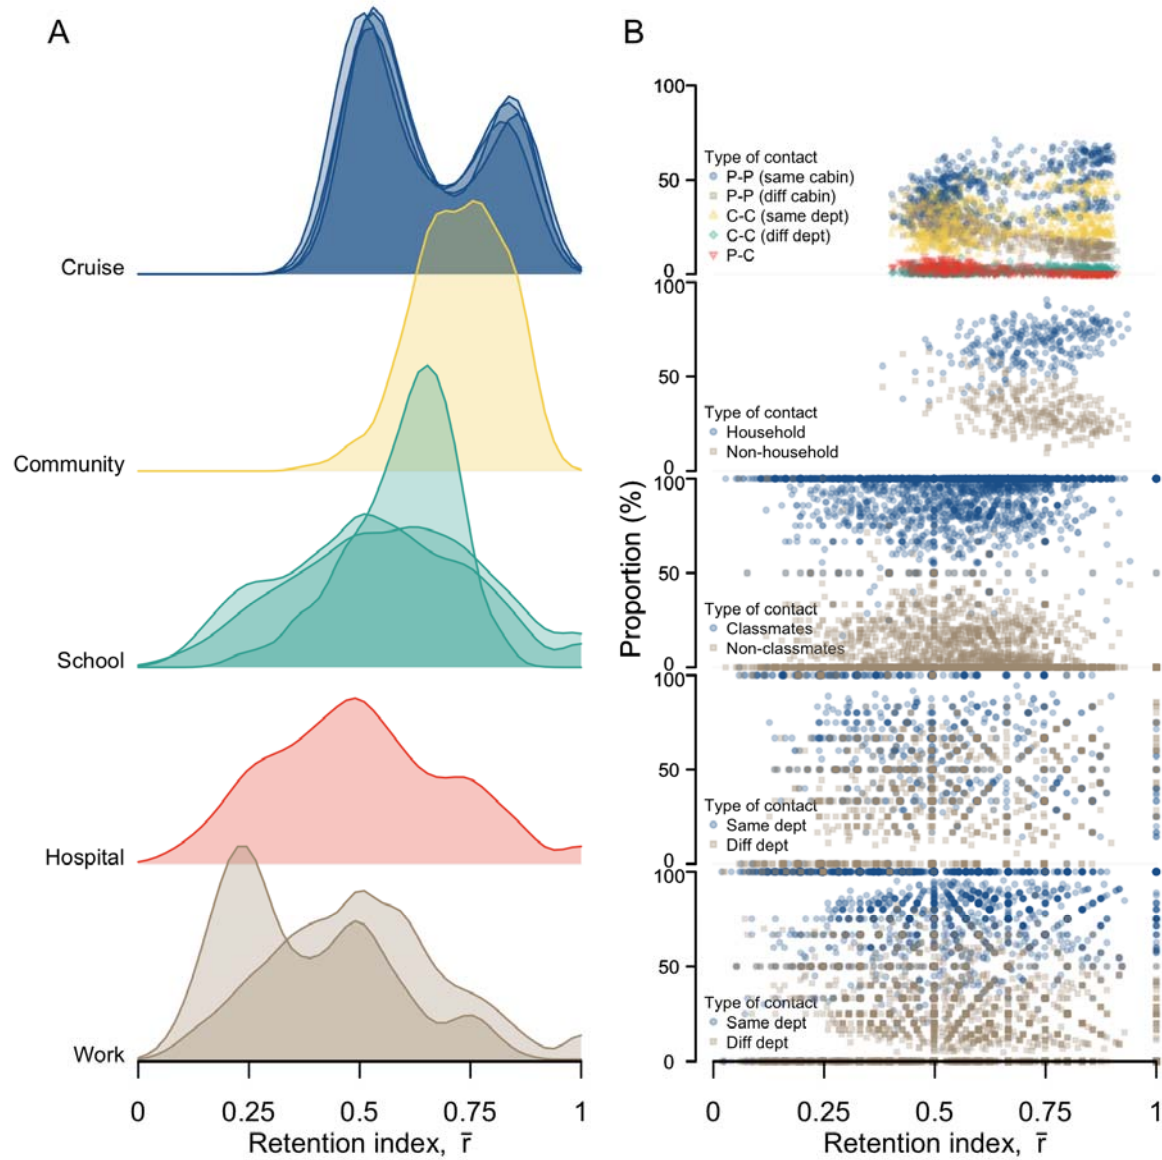 A
Cruise
Community
School
Hospital
Work
0 0.25 0.5 0.75 1
Retention index, r̄
B
Proportion (%)
100
50
0
Type of contact
P-P (same cabin)
P-P (diff cabin)
C-C (same dept)
C-C (diff dept)
P-C
100
50
0
Type of contact
Household
Non-household
100
50
0
Type of contact
Classmates
Non-classmates
100
50
0
Type of contact
Same dept
Diff dept
100
50
0
Type of contact
Same dept
Diff dept
0 0.25 0.5 0.75 1
Retention index, r̄